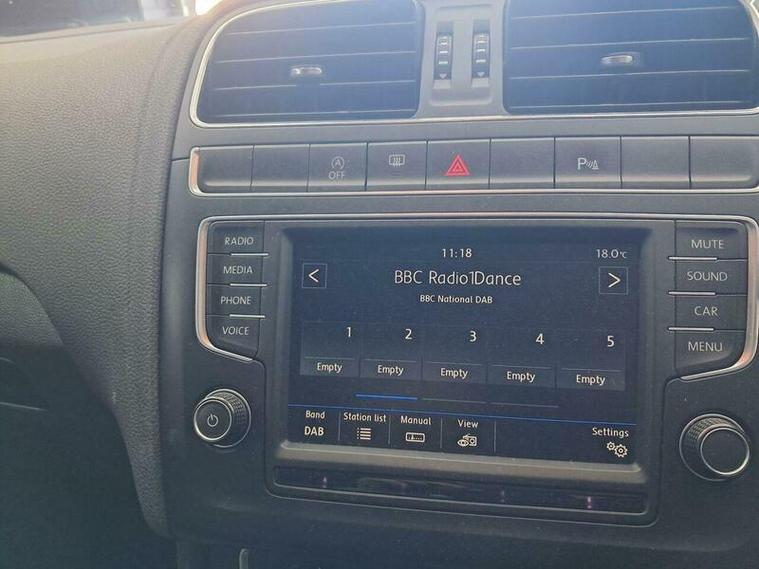 A
OFF
P
RADIO
MEDIA
PHONE
VOICE
11:18
18.0°C
BBC Radio1Dance
BBC National DAB
1 2 3 4 5
Empty Empty Empty Empty Empty
Band Station list Manual View Settings
DAB
MUTE
SOUND
CAR
MENU